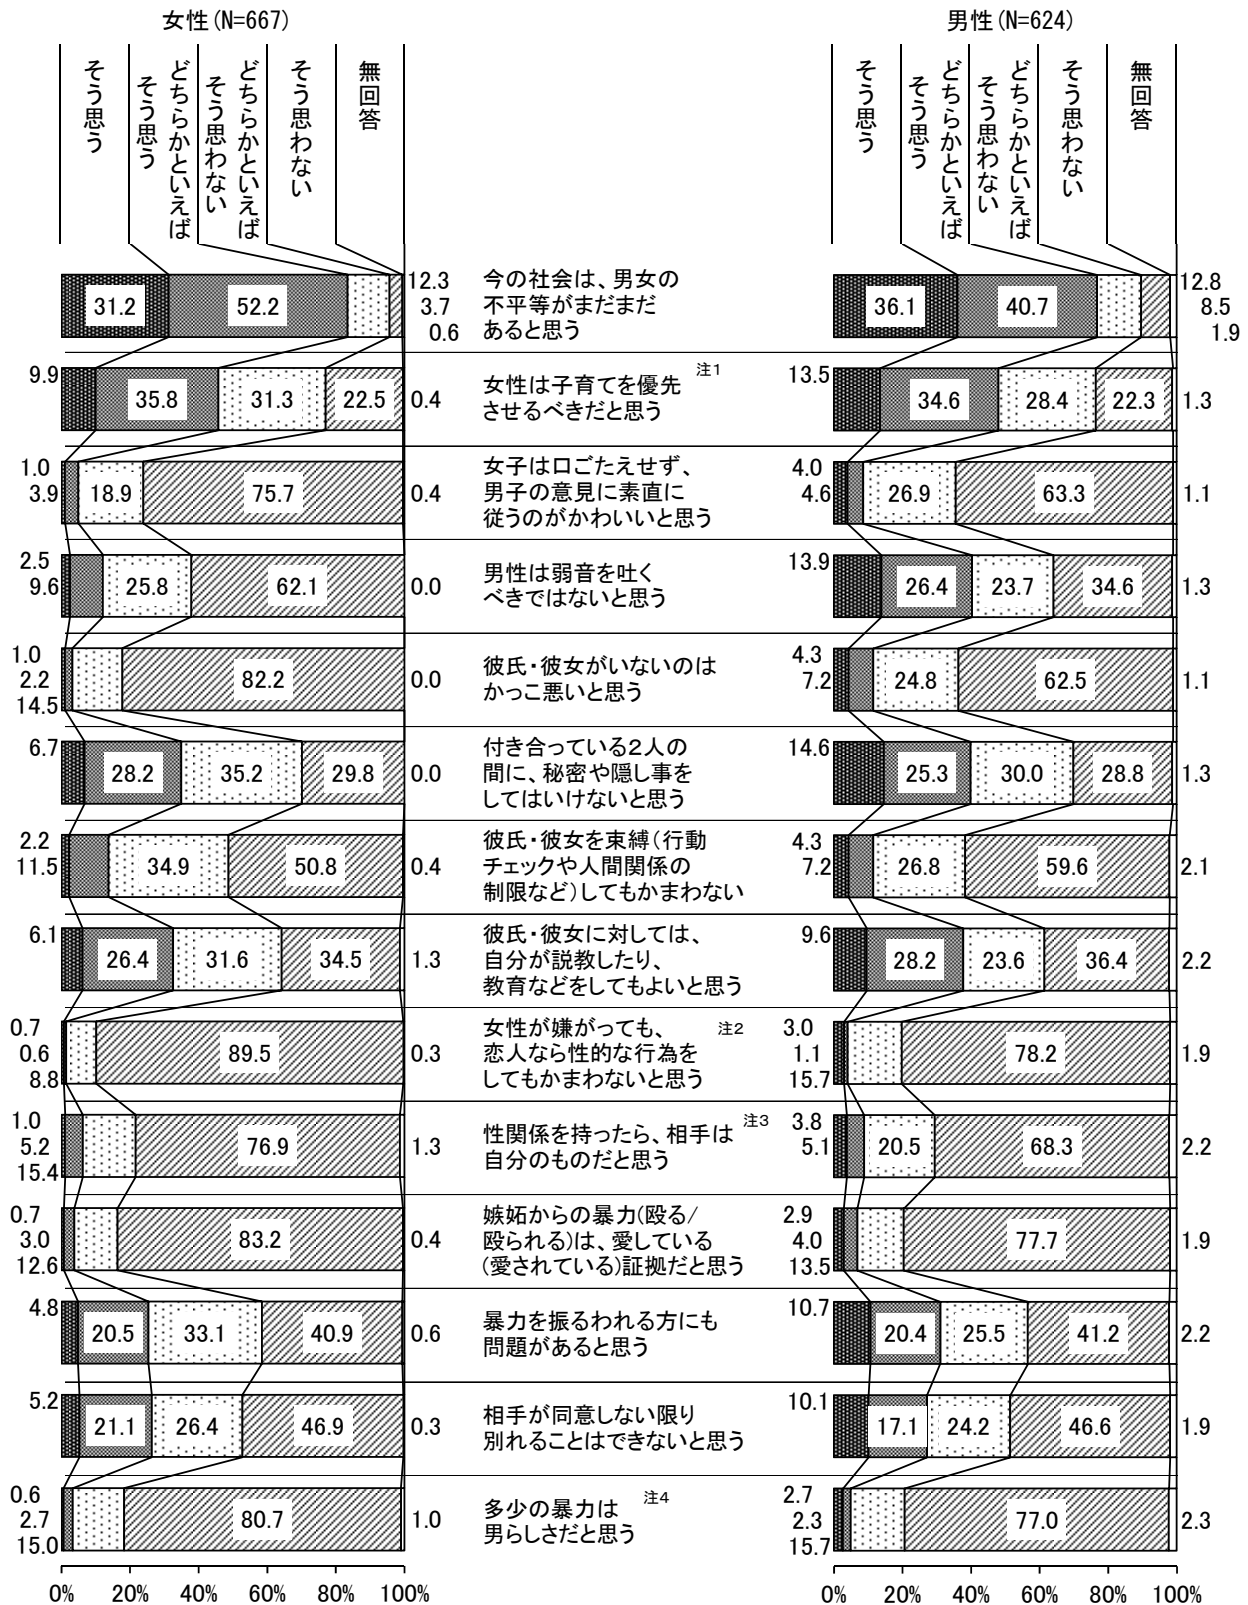 女性(N=667)
男性(N=624)
そう思う
どちらかといえば
そう思う
どちらかといえば
そう思わない
そう思わない
無回答
そう思う
どちらかといえば
そう思う
どちらかといえば
そう思わない
そう思わない
無回答
31.2 52.2 12.3 3.7 0.6
今の社会は、男女の
不平等がまだまだ
あると思う
36.1 40.7 12.8 8.5 1.9
9.9 35.8 31.3 22.5 0.4
女性は子育てを優先 注1
させるべきだと思う
13.5 34.6 28.4 22.3 1.3
1.0 3.9 18.9 75.7 0.4
女子は口ごたえせず、
男子の意見に素直に
従うのがかわいいと思う
4.0 4.6 26.9 63.3 1.1
2.5 9.6 25.8 62.1 0.0
男性は弱音を吐く
べきではないと思う
13.9 26.4 23.7 34.6 1.3
1.0 2.2 14.5 82.2 0.0
彼氏・彼女がいないのは
かっこ悪いと思う
4.3 7.2 24.8 62.5 1.1
6.7 28.2 35.2 29.8 0.0
付き合っている2人の
間に、秘密や隠し事を
してはいけないと思う
14.6 25.3 30.0 28.8 1.3
2.2 11.5 34.9 50.8 0.4
彼氏・彼女を束縛(行動
チェックや人間関係の
制限など)してもかまわない
4.3 7.2 26.8 59.6 2.1
6.1 26.4 31.6 34.5 1.3
彼氏・彼女に対しては、
自分が説教したり、
教育などをしてもよいと思う
9.6 28.2 23.6 36.4 2.2
0.7 0.6 8.8 89.5 0.3
女性が嫌がっても、 注2
恋人なら性的な行為を
してもかまわないと思う
3.0 1.1 15.7 78.2 1.9
1.0 5.2 15.4 76.9 1.3
性関係を持ったら、相手は 注3
自分のものだと思う
3.8 5.1 20.5 68.3 2.2
0.7 3.0 12.6 83.2 0.4
嫉妬からの暴力(殴る/
殴られる)は、愛している
(愛されている)証拠だと思う
2.9 4.0 13.5 77.7 1.9
4.8 20.5 33.1 40.9 0.6
暴力を振るわれる方にも
問題があると思う
10.7 20.4 25.5 41.2 2.2
5.2 21.1 26.4 46.9 0.3
相手が同意しない限り
別れることはできないと思う
10.1 17.1 24.2 46.6 1.9
0.6 2.7 15.0 80.7 1.0
多少の暴力は 注4
男らしさだと思う
2.7 2.3 15.7 77.0 2.3
0% 20% 40% 60% 80% 100%
0% 20% 40% 60% 80% 100%